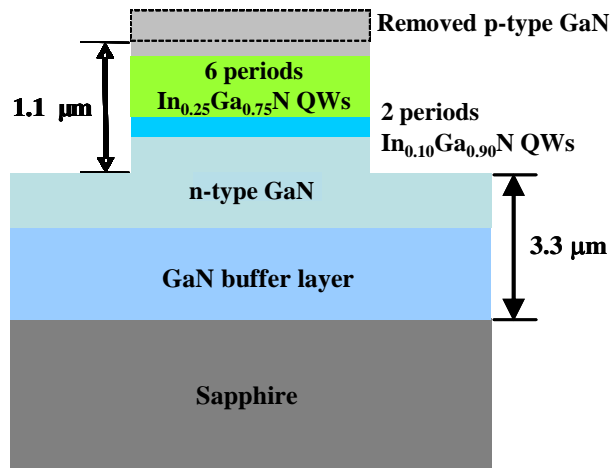 Removed p-type GaN
6 periods
In0.25Ga0.75N QWs
1.1 μm
2 periods
In0.10Ga0.90N QWs
n-type GaN
3.3 μm
GaN buffer layer
Sapphire